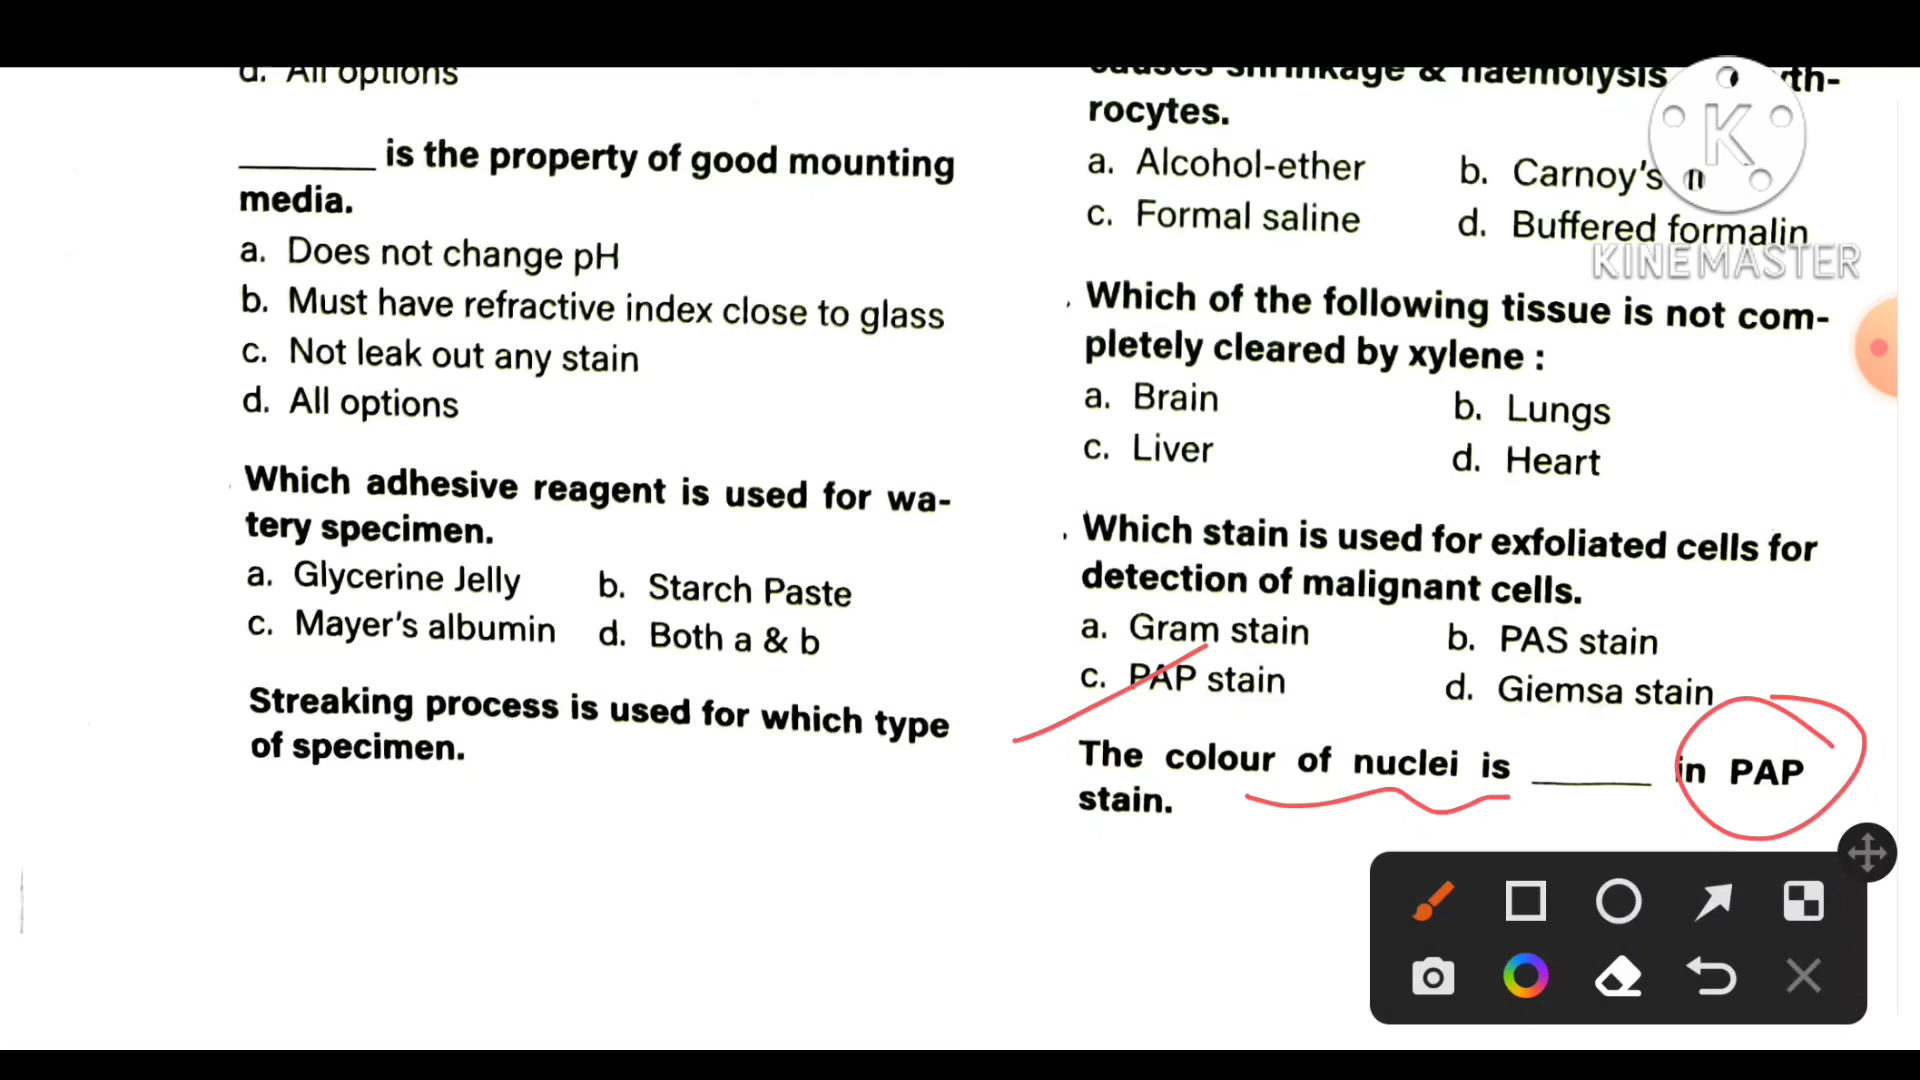 d. All options
______ is the property of good mounting
media.
a. Does not change pH
b. Must have refractive index close to glass
c. Not leak out any stain
d. All options
Which adhesive reagent is used for wa-
tery specimen.
a. Glycerine Jelly b. Starch Paste
c. Mayer's albumin d. Both a & b
Streaking process is used for which type
of specimen.
causes shrinkage & haemolysis
rocytes.
a. Alcohol-ether b. Carnoy's
c. Formal saline d. Buffered formalin
Which of the following tissue is not com-
pletely cleared by xylene :
a. Brain b. Lungs
c. Liver d. Heart
Which stain is used for exfoliated cells for
detection of malignant cells.
a. Gram stain b. PAS stain
c. PAP stain d. Giemsa stain
The colour of nuclei is ______ in PAP
stain.
K
KINEMASTER